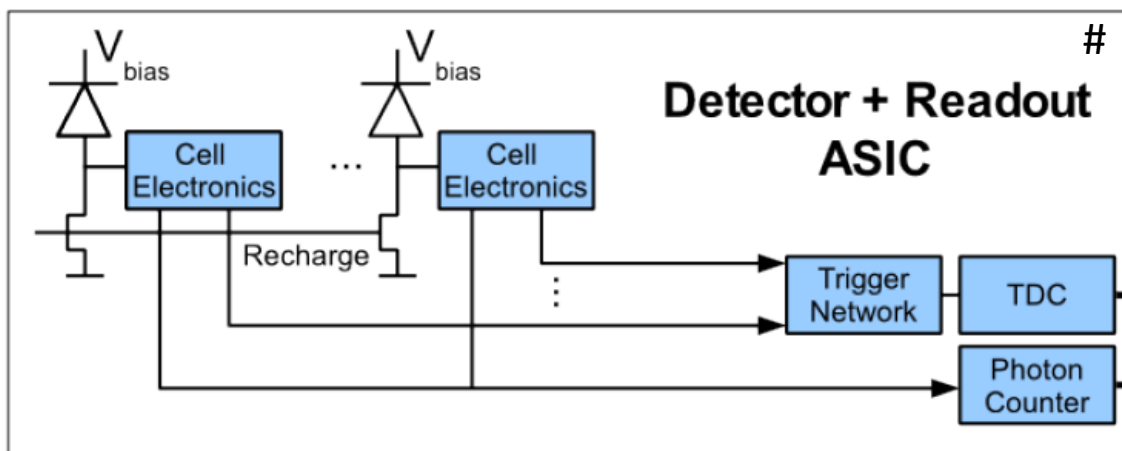 #
V
bias
V
bias
Detector + Readout
ASIC
Cell
Electronics
...
Cell
Electronics
Recharge
...
Trigger
Network
TDC
Photon
Counter